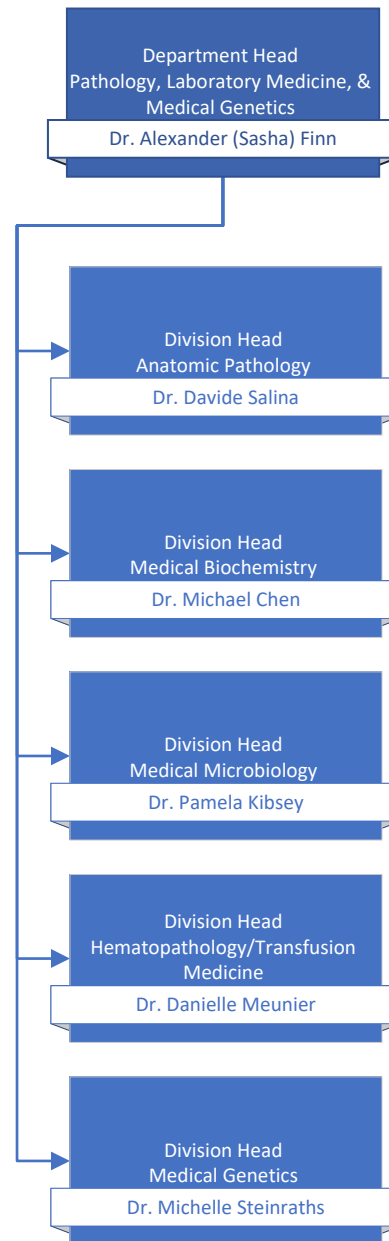 Department Head
Pathology, Laboratory Medicine, &
Medical Genetics
Dr. Alexander (Sasha) Finn
Division Head
Anatomic Pathology
Dr. Davide Salina
Division Head
Medical Biochemistry
Dr. Michael Chen
Division Head
Medical Microbiology
Dr. Pamela Kibsey
Division Head
Hematopathology/Transfusion
Medicine
Dr. Danielle Meunier
Division Head
Medical Genetics
Dr. Michelle Steinraths